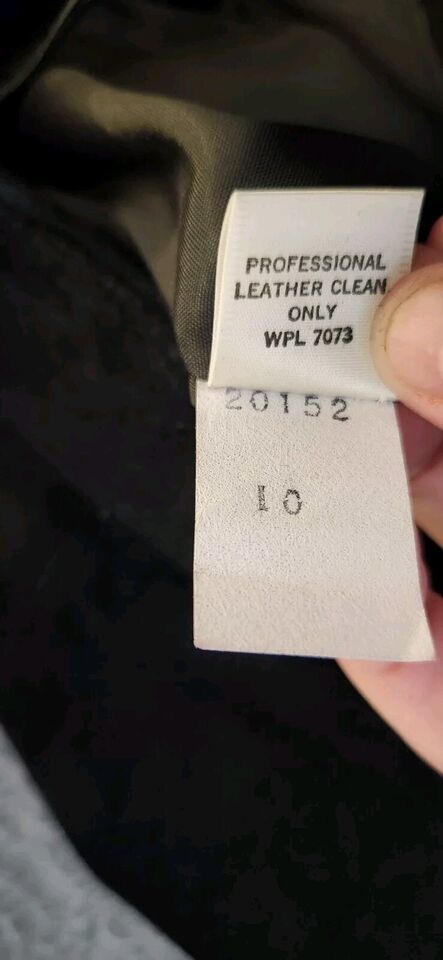 PROFESSIONAL
LEATHER CLEAN
ONLY
WPL 7073
20152
10